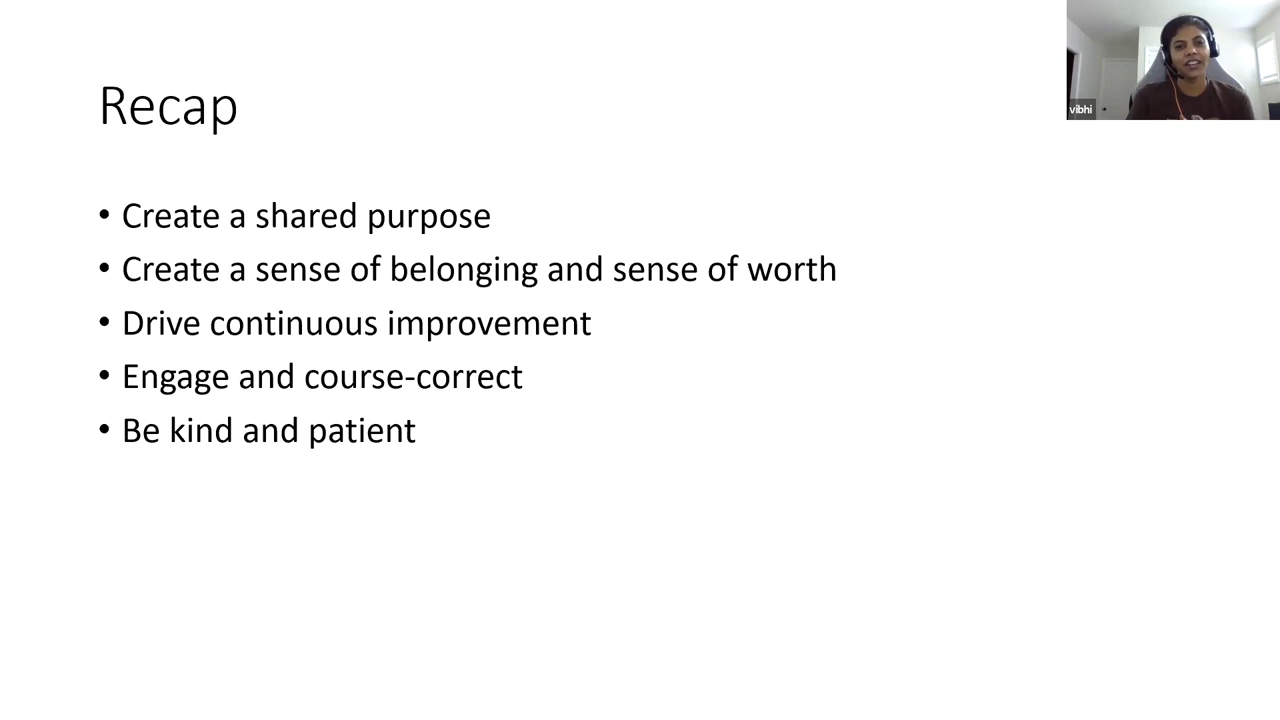 Recap
vibhi
• Create a shared purpose
• Create a sense of belonging and sense of worth
• Drive continuous improvement
• Engage and course-correct
• Be kind and patient